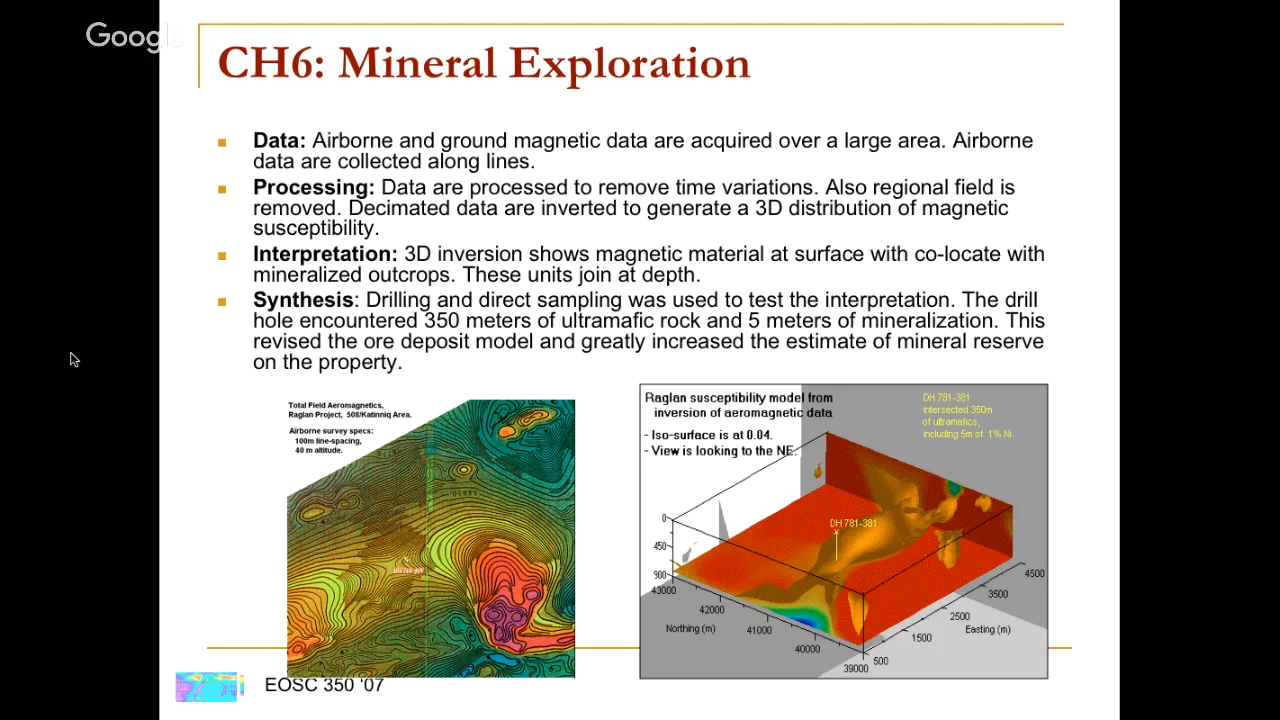 Google
CH6: Mineral Exploration
Data: Airborne and ground magnetic data are acquired over a large area. Airborne
data are collected along lines.
Processing: Data are processed to remove time variations. Also regional field is
removed. Decimated data are inverted to generate a 3D distribution of magnetic
susceptibility.
Interpretation: 3D inversion shows magnetic material at surface with co-locate with
mineralized outcrops. These units join at depth.
Synthesis: Drilling and direct sampling was used to test the interpretation. The drill
hole encountered 350 meters of ultramafic rock and 5 meters of mineralization. This
revised the ore deposit model and greatly increased the estimate of mineral reserve
on the property.
Total Field Aeromagnetics,
Raglan Project, 508/Katinniq Area.
Airborne survey specs:
100m line-spacing,
40 m altitude.
Raglan susceptibility model from
inversion of aeromagnetic data
- Iso-surface is at 0.04.
- View is looking to the NE.
DH 781-381
intersected 350m
of ultramafics,
including 5m of 1% Ni.
DH 781-381
0
450
900
43000
42000
41000
40000
39000
Northing (m)
500
1500
2500
3500
4500
Easting (m)
EOSC 350 '07